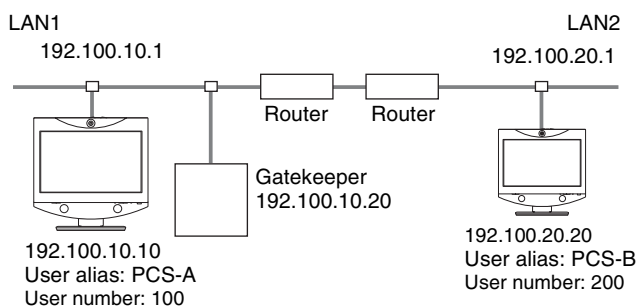 LAN1
LAN2
192.100.10.1
192.100.20.1
Router
Router
Gatekeeper
192.100.10.20
192.100.10.10
User alias: PCS-A
User number: 100
192.100.20.20
User alias: PCS-B
User number: 200